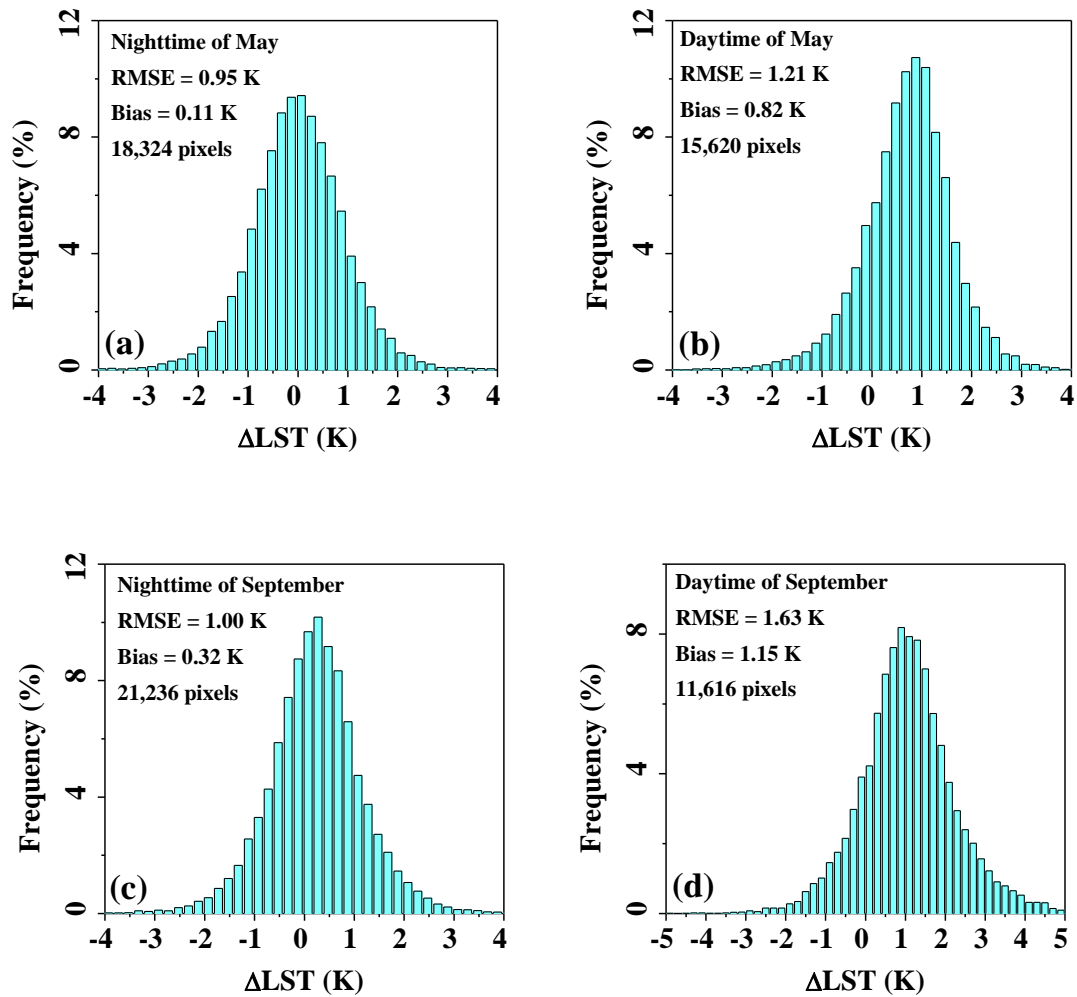 12
8
4
0
Frequency (%)
Nighttime of May
RMSE = 0.95 K
Bias = 0.11 K
18,324 pixels
(a)
-4 -3 -2 -1 0 1 2 3 4
ΔLST (K)
12
8
4
0
Frequency (%)
Daytime of May
RMSE = 1.21 K
Bias = 0.82 K
15,620 pixels
(b)
-4 -3 -2 -1 0 1 2 3 4
ΔLST (K)
12
8
4
0
Frequency (%)
Nighttime of September
RMSE = 1.00 K
Bias = 0.32 K
21,236 pixels
(c)
-4 -3 -2 -1 0 1 2 3 4
ΔLST (K)
8
4
0
Frequency (%)
Daytime of September
RMSE = 1.63 K
Bias = 1.15 K
11,616 pixels
(d)
-5 -4 -3 -2 -1 0 1 2 3 4 5
ΔLST (K)